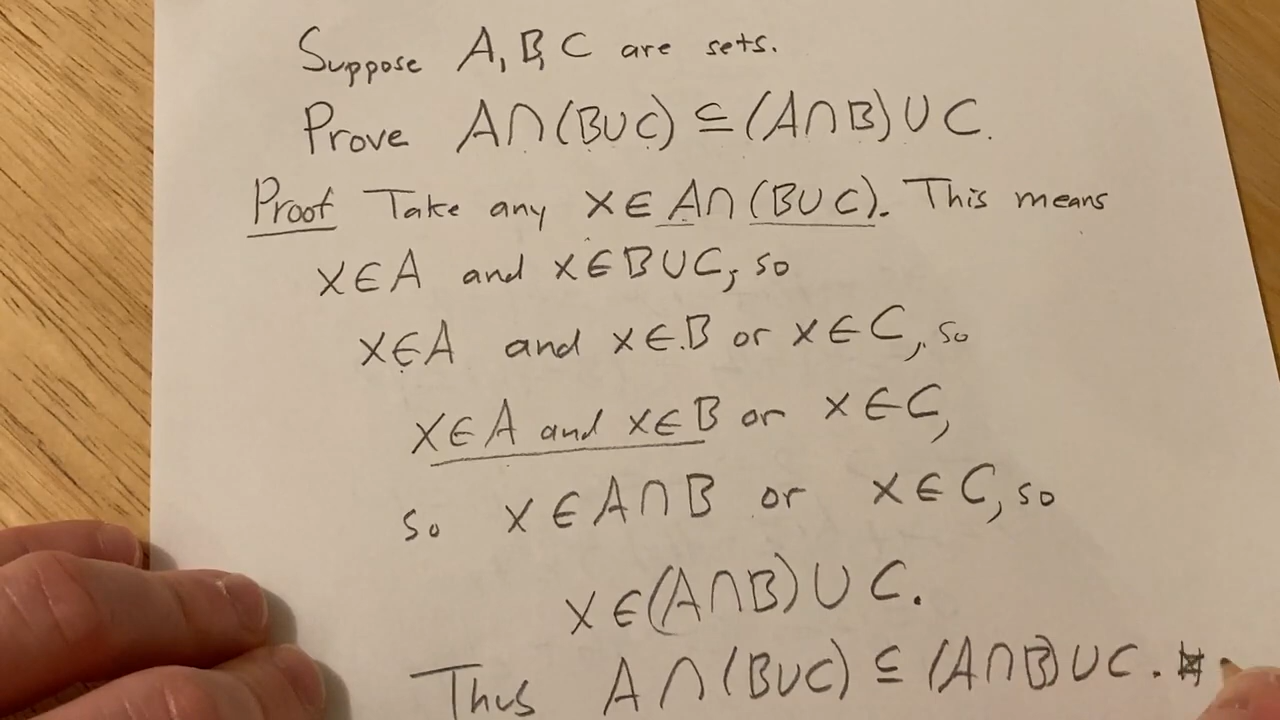 Suppose A, B, C are sets.
Prove A∩(B∪C) ⊆ (A∩B)∪C.
Proof Take any x∈A∩(B∪C). This means
x∈A and x∈B∪C, so
x∈A and x∈B or x∈C, so
x∈A and x∈B or x∈C,
so x∈A∩B or x∈C, so
x∈(A∩B)∪C.
Thus A∩(B∪C) ⊆ (A∩B)∪C.